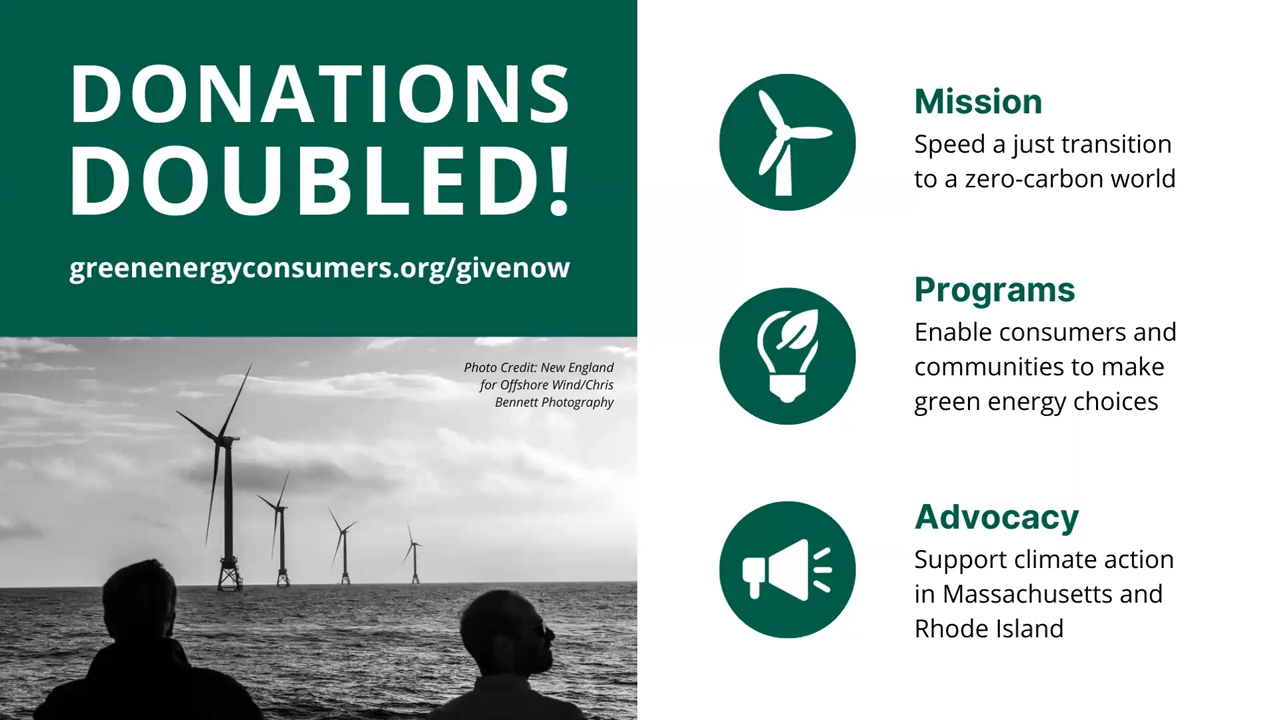 DONATIONS
DOUBLED!
greenenergyconsumers.org/givenow
Photo Credit: New England
for Offshore Wind/Chris
Bennett Photography
Mission
Speed a just transition
to a zero-carbon world
Programs
Enable consumers and
communities to make
green energy choices
Advocacy
Support climate action
in Massachusetts and
Rhode Island